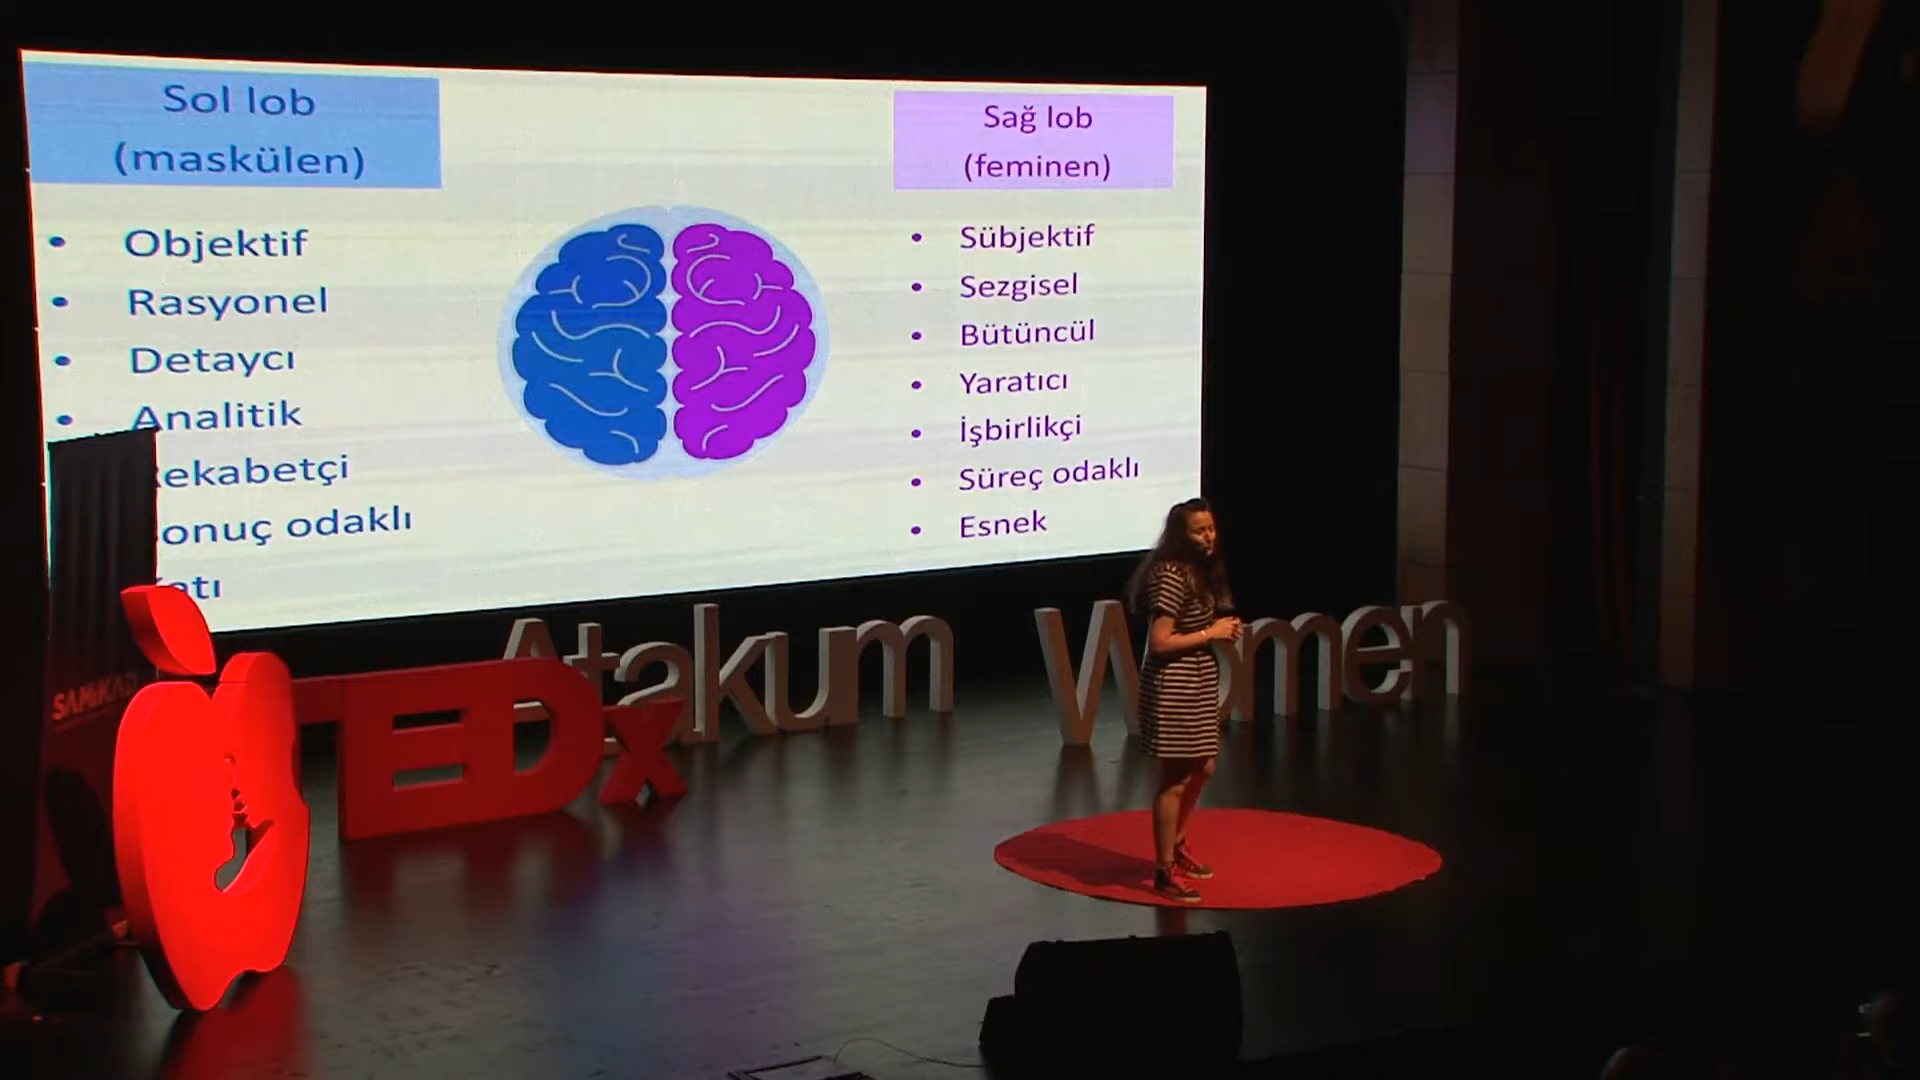 Sol lob
(maskülen)
• Objektif
• Rasyonel
• Detaycı
• Analitik
ekabetçi
onuç odaklı
atı
Sağ lob
(feminen)
• Sübjektif
• Sezgisel
• Bütüncül
• Yaratıcı
• İşbirlikçi
• Süreç odaklı
• Esnek
TEDx Atakum Women